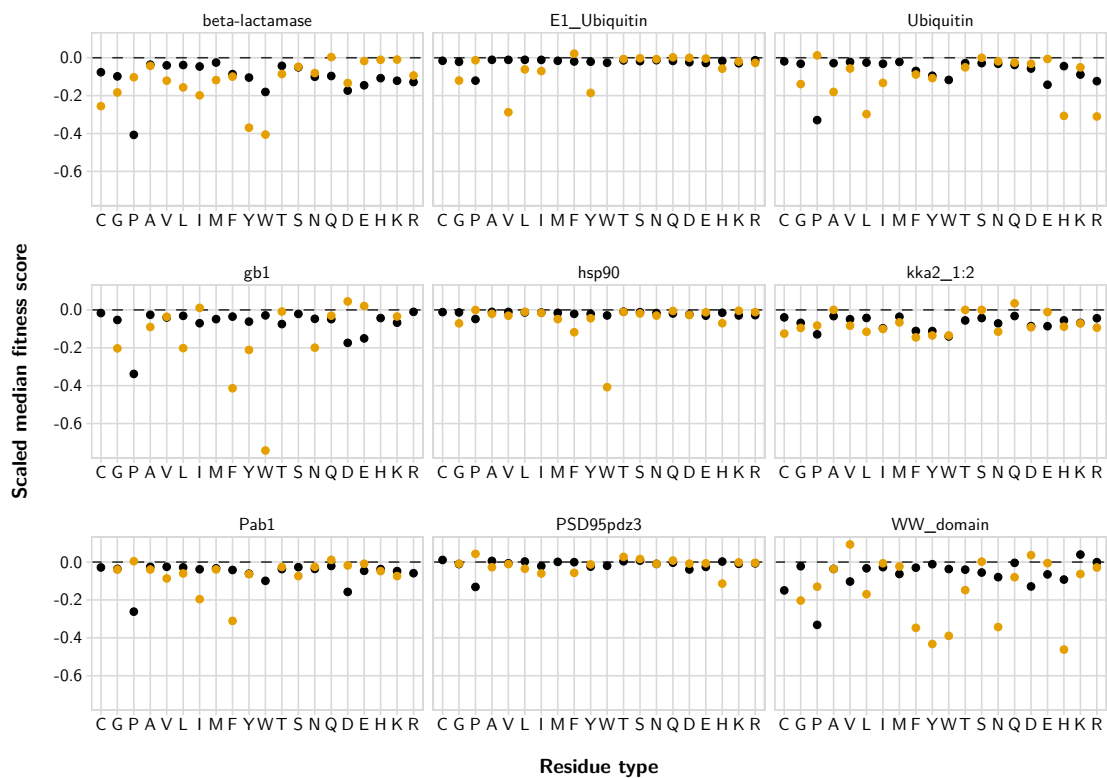 beta-lactamase E1_Ubiquitin Ubiquitin
0.0
-0.2
-0.4
-0.6
C G P A V L I M F Y W T S N Q D E H K R C G P A V L I M F Y W T S N Q D E H K R C G P A V L I M F Y W T S N Q D E H K R
gb1 hsp90 kka2_1:2
0.0
-0.2
-0.4
-0.6
C G P A V L I M F Y W T S N Q D E H K R C G P A V L I M F Y W T S N Q D E H K R C G P A V L I M F Y W T S N Q D E H K R
Scaled median fitness score
Pab1 PSD95pdz3 WW_domain
0.0
-0.2
-0.4
-0.6
C G P A V L I M F Y W T S N Q D E H K R C G P A V L I M F Y W T S N Q D E H K R C G P A V L I M F Y W T S N Q D E H K R
Residue type